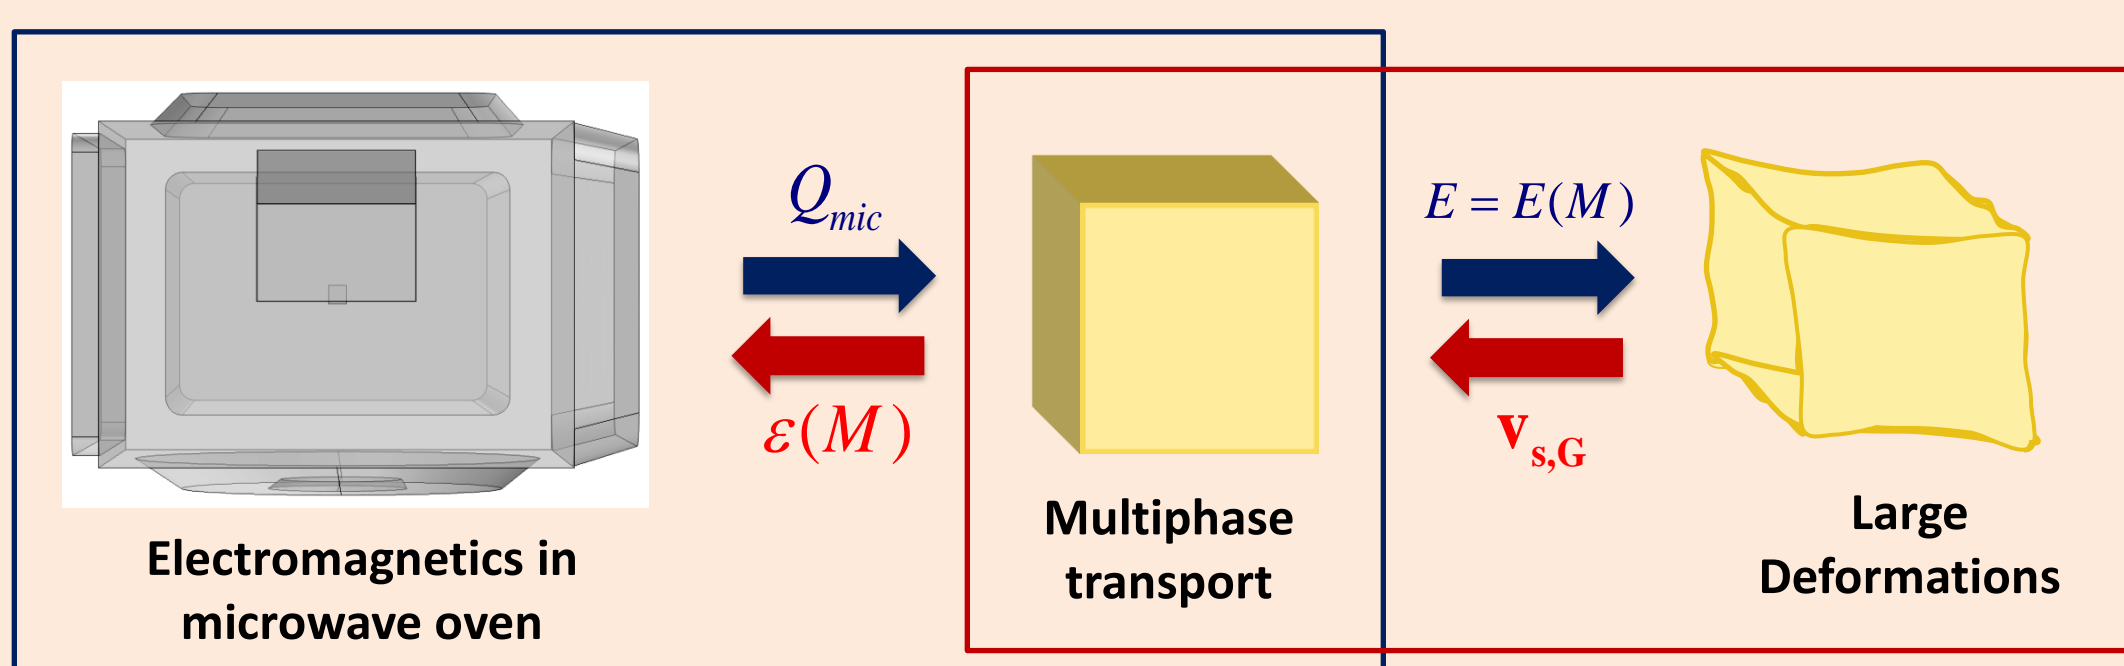 Q_mic
ε(M)
E = E(M)
v_s,G
Electromagnetics in
microwave oven
Multiphase
transport
Large
Deformations